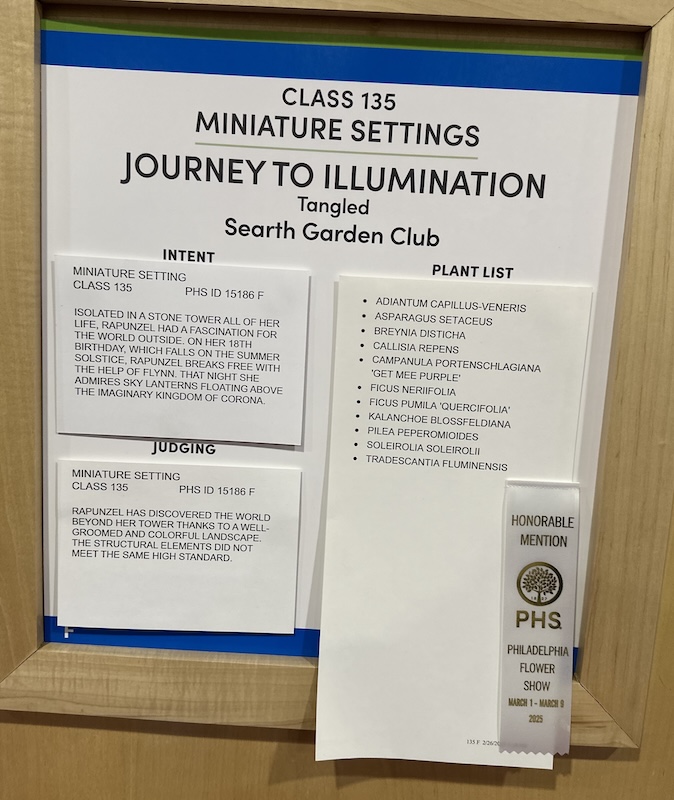 CLASS 135
MINIATURE SETTINGS
JOURNEY TO ILLUMINATION
Tangled
Searth Garden Club
INTENT
MINIATURE SETTING
CLASS 135 PHS ID 15186 F
ISOLATED IN A STONE TOWER ALL OF HER
LIFE, RAPUNZEL HAD A FASCINATION FOR
THE WORLD OUTSIDE. ON HER 18TH
BIRTHDAY, WHICH FALLS ON THE SUMMER
SOLSTICE, RAPUNZEL BREAKS FREE WITH
THE HELP OF FLYNN. THAT NIGHT SHE
ADMIRES SKY LANTERNS FLOATING ABOVE
THE IMAGINARY KINGDOM OF CORONA.
JUDGING
MINIATURE SETTING
CLASS 135 PHS ID 15186 F
RAPUNZEL HAS DISCOVERED THE WORLD
BEYOND HER TOWER THANKS TO A WELL-
GROOMED AND COLORFUL LANDSCAPE.
THE STRUCTURAL ELEMENTS DID NOT
MEET THE SAME HIGH STANDARD.
PLANT LIST
• ADIANTUM CAPILLUS-VENERIS
• ASPARAGUS SETACEUS
• BREYNIA DISTICHA
• CALLISIA REPENS
• CAMPANULA PORTENSCHLAGIANA
'GET MEE PURPLE'
• FICUS NERIIFOLIA
• FICUS PUMILA 'QUERCIFOLIA'
• KALANCHOE BLOSSFELDIANA
• PILEA PEPEROMIOIDES
• SOLEIROLIA SOLEIROLII
• TRADESCANTIA FLUMINENSIS
HONORABLE
MENTION
PHS
PHILADELPHIA
FLOWER
SHOW
MARCH 1 - MARCH 9
2025
135 F 2/26/20